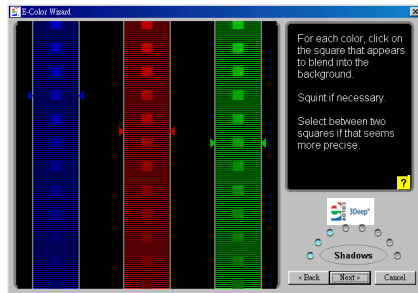 E-Color Wizard
For each color, click on
the square that appears
to blend into the
background.
Squint if necessary.
Select between two
squares if that seems
more precise.
?
3Deep®
Shadows
< Back
Next >
Cancel